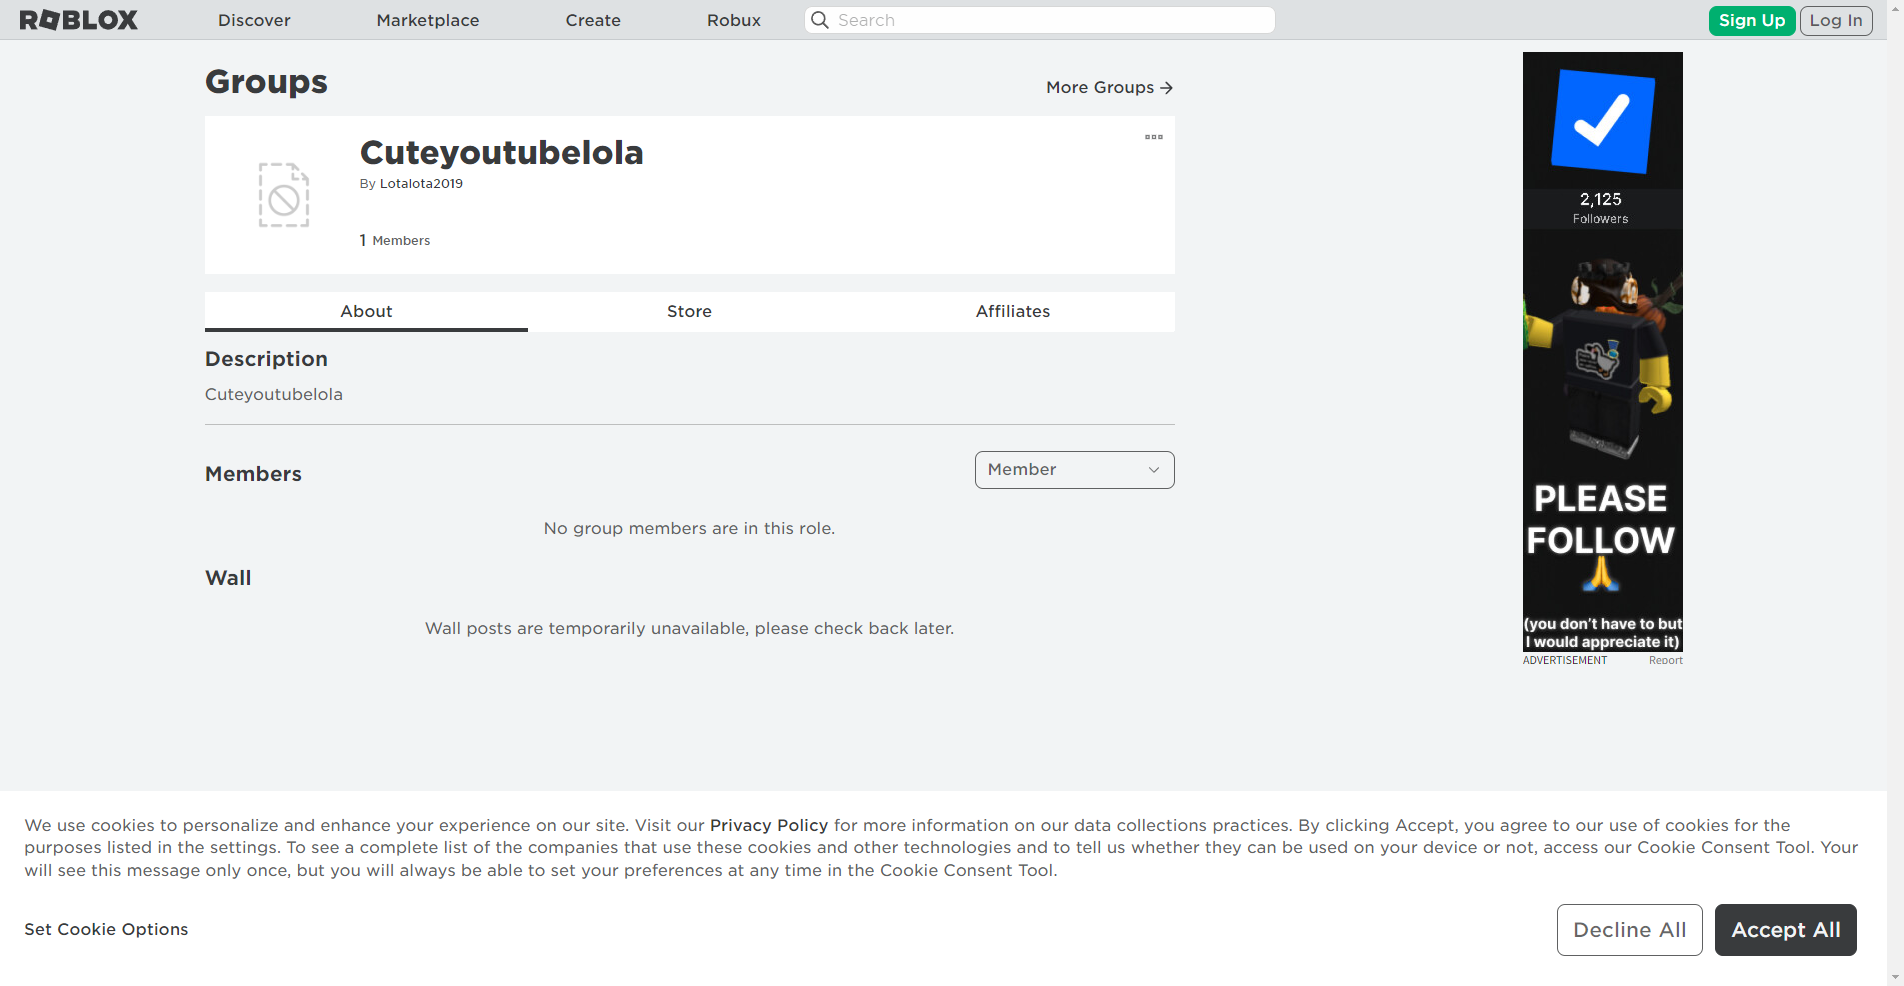 ROBLOX
Discover
Marketplace
Create
Robux
Search
Sign Up
Log In
Groups
More Groups →
Cuteyoutubelola
By Lotalota2019
1 Members
About
Store
Affiliates
Description
Cuteyoutubelola
Members
Member
No group members are in this role.
Wall
Wall posts are temporarily unavailable, please check back later.
2,125
Followers
PLEASE
FOLLOW
(you don't have to but
I would appreciate it)
ADVERTISEMENT
Report
We use cookies to personalize and enhance your experience on our site. Visit our Privacy Policy for more information on our data collections practices. By clicking Accept, you agree to our use of cookies for the
purposes listed in the settings. To see a complete list of the companies that use these cookies and other technologies and to tell us whether they can be used on your device or not, access our Cookie Consent Tool. Your
will see this message only once, but you will always be able to set your preferences at any time in the Cookie Consent Tool.
Set Cookie Options
Decline All
Accept All